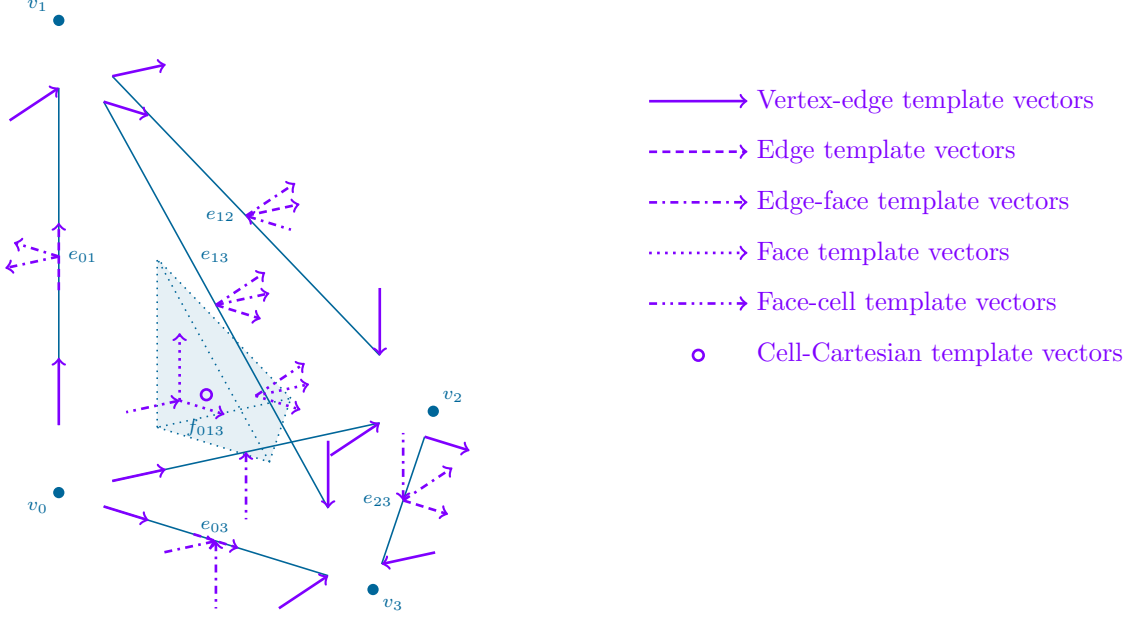 v1
Vertex-edge template vectors
Edge template vectors
Edge-face template vectors
e12
e01
e13
Face template vectors
Face-cell template vectors
Cell-Cartesian template vectors
v2
f013
e23
v0
e03
v3